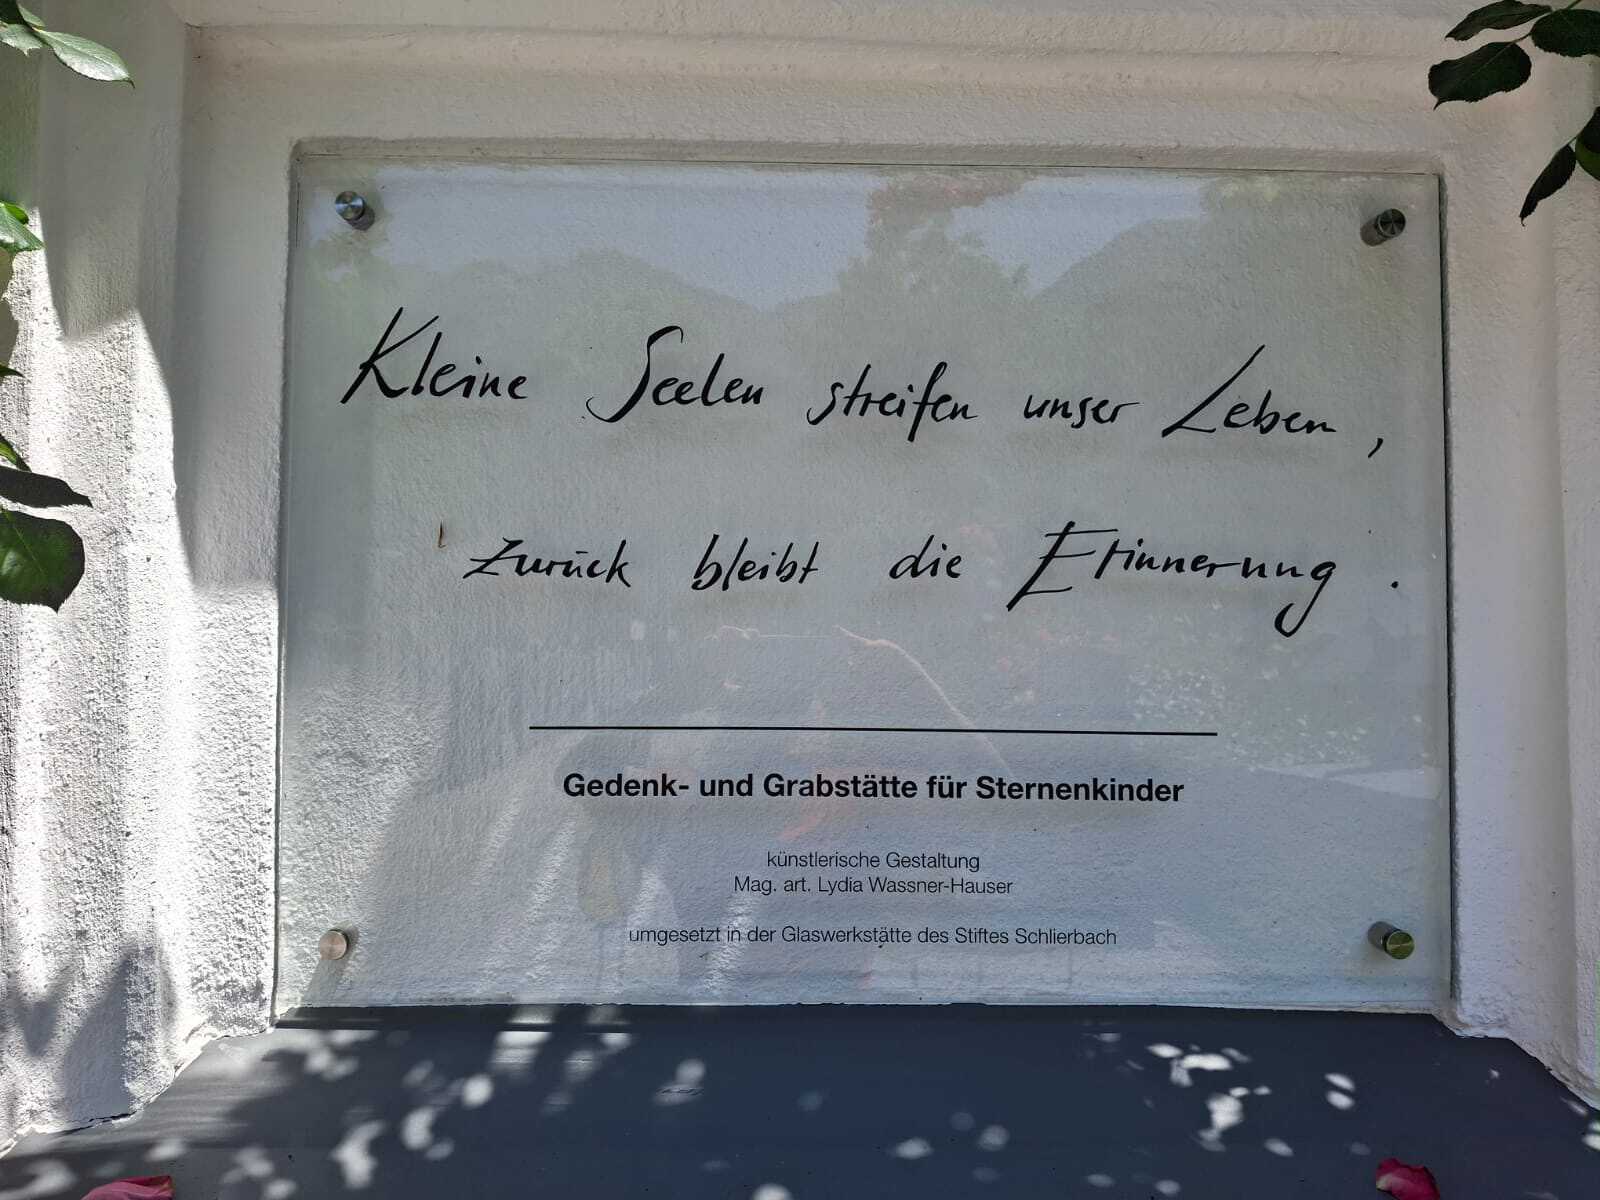 Kleine Seelen streifen unser Leben,
zurück bleibt die Erinnerung.
Gedenk- und Grabstätte für Sternenkinder
künstlerische Gestaltung
Mag. art. Lydia Wassner-Hauser
umgesetzt in der Glaswerkstätte des Stiftes Schlierbach